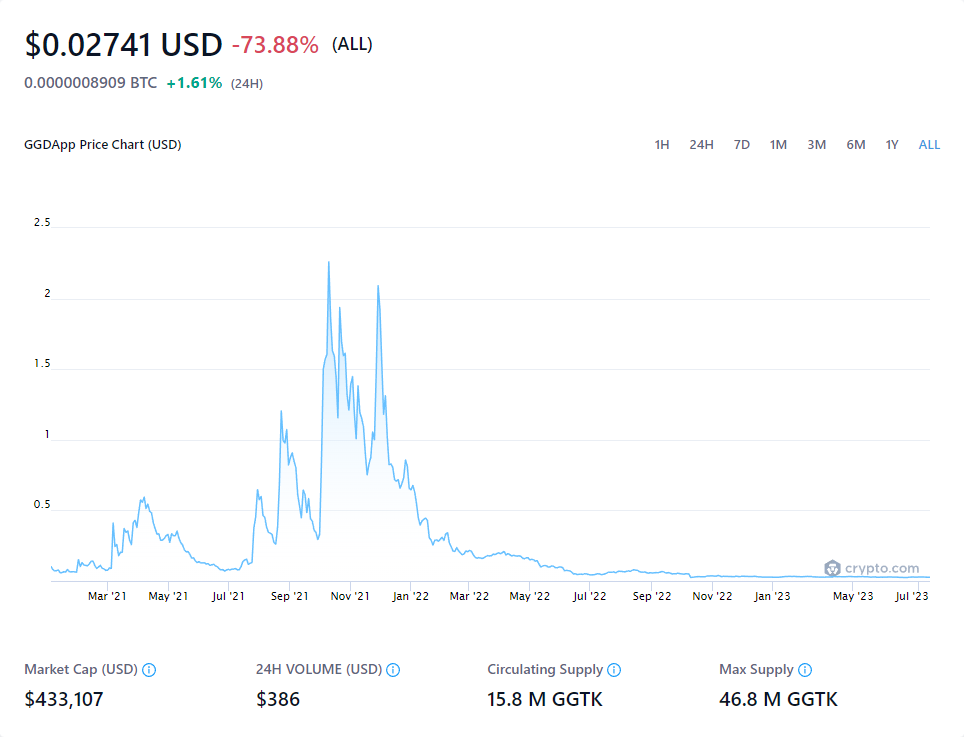 $0.02741 USD -73.88% (ALL)
0.0000008909 BTC +1.61% (24H)
GGDApp Price Chart (USD) 1H 24H 7D 1M 3M 6M 1Y ALL
2.5
2
1.5
1
0.5
crypto.com
Mar '21 May '21 Jul '21 Sep '21 Nov '21 Jan '22 Mar '22 May '22 Jul '22 Sep '22 Nov '22 Jan '23 May '23 Jul '23
Market Cap (USD) 24H VOLUME (USD) Circulating Supply Max Supply
$433,107 $386 15.8 M GGTK 46.8 M GGTK